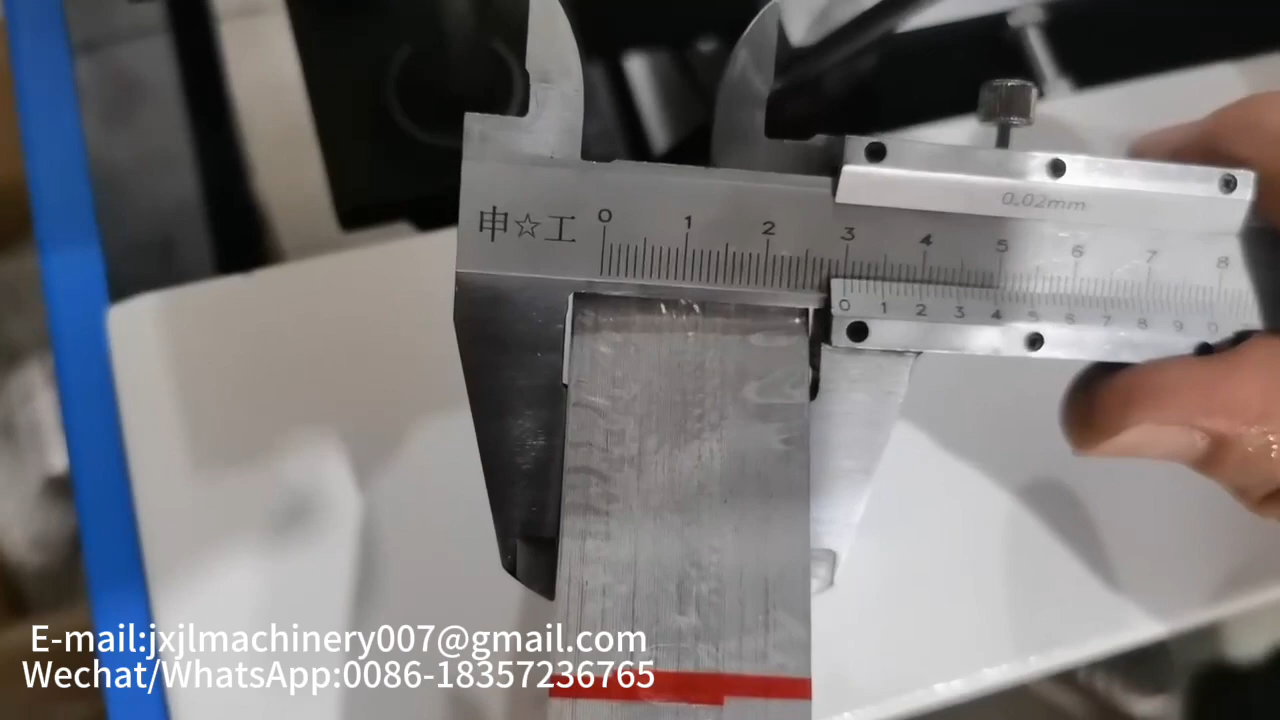 0.02mm
申☆工
0 1 2 3 4 5 6 7 8
0 1 2 3 4 5 6 7 8 9 0
E-mail:jxjlmachinery007@gmail.com
Wechat/WhatsApp:0086-18357236765